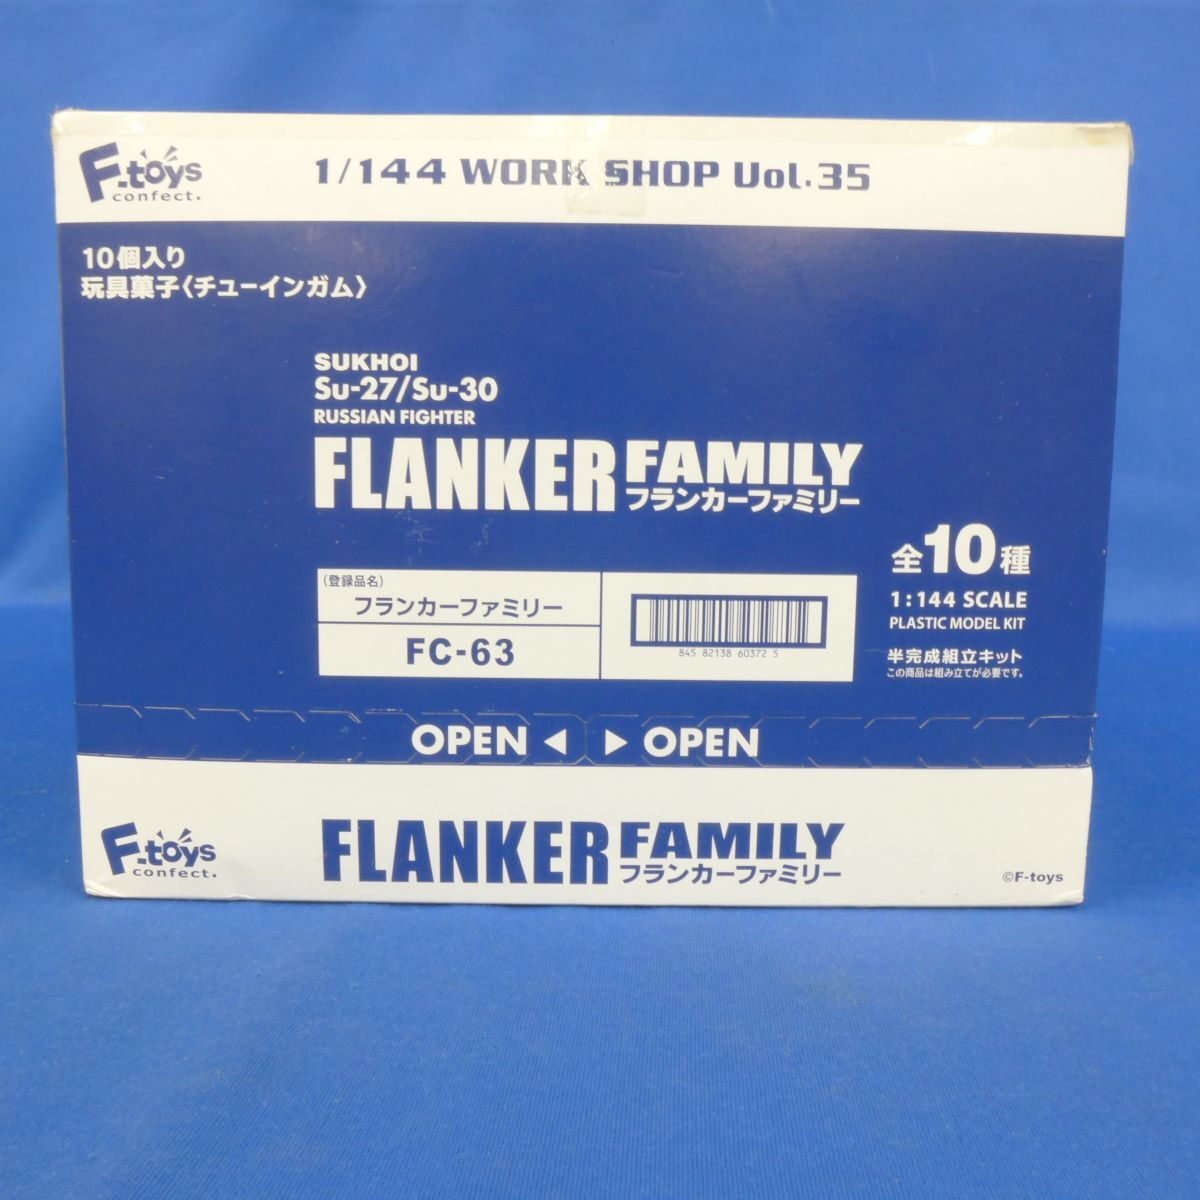 F-toys
confect.
1/144 WORK SHOP Vol.35
10個入り
玩具菓子〈チューインガム〉
SUKHOI
Su-27/Su-30
RUSSIAN FIGHTER
FLANKER FAMILY
フランカーファミリー
全10種
1:144 SCALE
PLASTIC MODEL KIT
半完成組立キット
この商品は組み立てが必要です。
(登録品名)
フランカーファミリー
FC-63
845 82138 60372 5
OPEN ◀ ▶ OPEN
F-toys
confect.
FLANKER FAMILY
フランカーファミリー
©F-toys